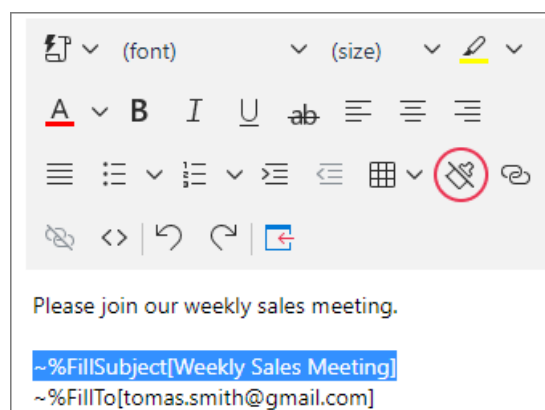 (font) (size)
A B I U ab
Please join our weekly sales meeting.
~%FillSubject[Weekly Sales Meeting]
~%FillTo[tomas.smith@gmail.com]